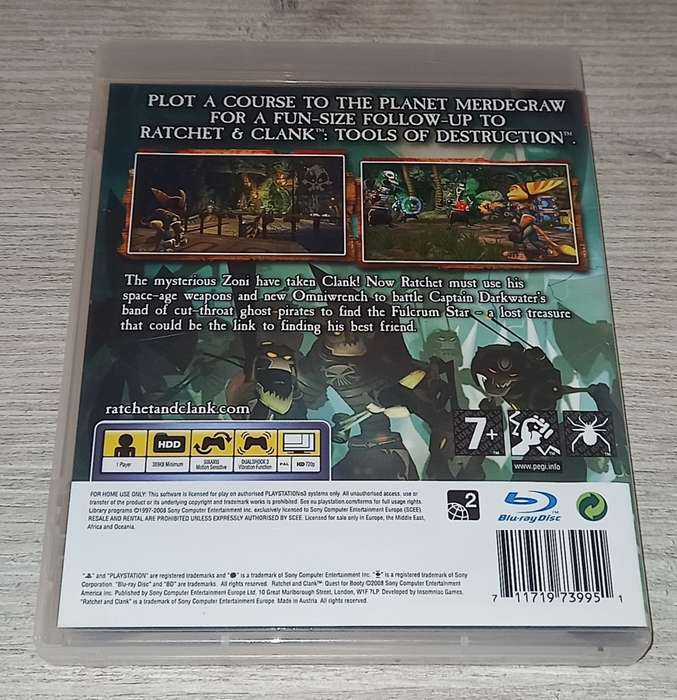 PLOT A COURSE TO THE PLANET MERDEGRAW
FOR A FUN-SIZE FOLLOW-UP TO
RATCHET & CLANK™: TOOLS OF DESTRUCTION™.
The mysterious Zoni have taken Clank! Now Ratchet must use his
space-age weapons and new Omniwrench to battle Captain Darkwater's
band of cut-throat ghost pirates to find the Fulcrum Star - a lost treasure
that could be the link to finding his best friend.
ratchetandclank.com
HDD
1 Player
Minimum
SIXAXIS
Motion Sensitive
DUALSHOCK 3
Vibration Function
PAL HD 720p
7+
www.pegi.info
FOR HOME USE ONLY: This software is licensed for play on authorised PLAYSTATION®3 systems only. All unauthorised access, use or
transfer of the product or its underlying copyright and trademark works is prohibited. See eu.playstation.com/terms for full usage rights.
Library programs ©1997-2008 Sony Computer Entertainment Inc. exclusively licensed to Sony Computer Entertainment Europe (SCEE).
RESALE AND RENTAL ARE PROHIBITED UNLESS EXPRESSLY AUTHORISED BY SCEE. Licensed for sale only in Europe, the Middle East,
Africa and Oceania.
2
Blu-ray Disc
" " and "PLAYSTATION" are registered trademarks and " " is a trademark of Sony Computer Entertainment Inc. " " is a registered trademark of Sony
Corporation. "Blu-ray Disc" and "BD" are trademarks. All rights reserved. Ratchet and Clank™ Quest for Booty ©2008 Sony Computer Entertainment
America Inc. Published by Sony Computer Entertainment Europe Ltd. 10 Great Marlborough Street, London, W1F 7LP. Developed by Insomniac Games.
"Ratchet and Clank" is a trademark of Sony Computer Entertainment Europe. Made in Austria. All rights reserved.
7 11719 73995 1